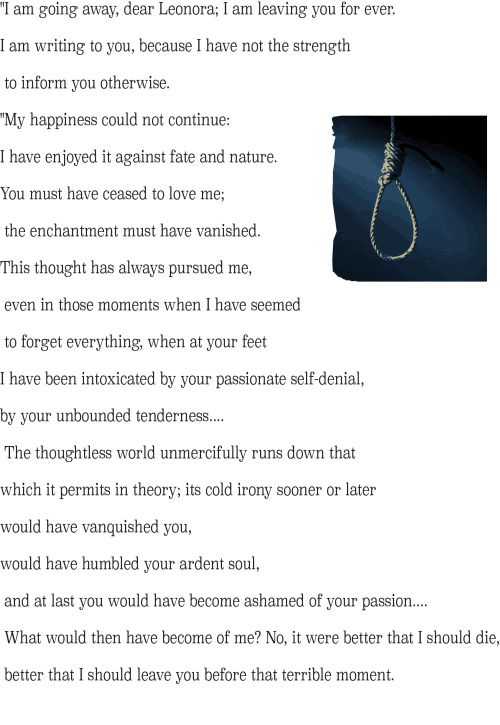 "I am going away, dear Leonora; I am leaving you for ever.
I am writing to you, because I have not the strength
to inform you otherwise.
"My happiness could not continue:
I have enjoyed it against fate and nature.
You must have ceased to love me;
the enchantment must have vanished.
This thought has always pursued me,
even in those moments when I have seemed
to forget everything, when at your feet
I have been intoxicated by your passionate self-denial,
by your unbounded tenderness....
The thoughtless world unmercifully runs down that
which it permits in theory; its cold irony sooner or later
would have vanquished you,
would have humbled your ardent soul,
and at last you would have become ashamed of your passion....
What would then have become of me? No, it were better that I should die,
better that I should leave you before that terrible moment.